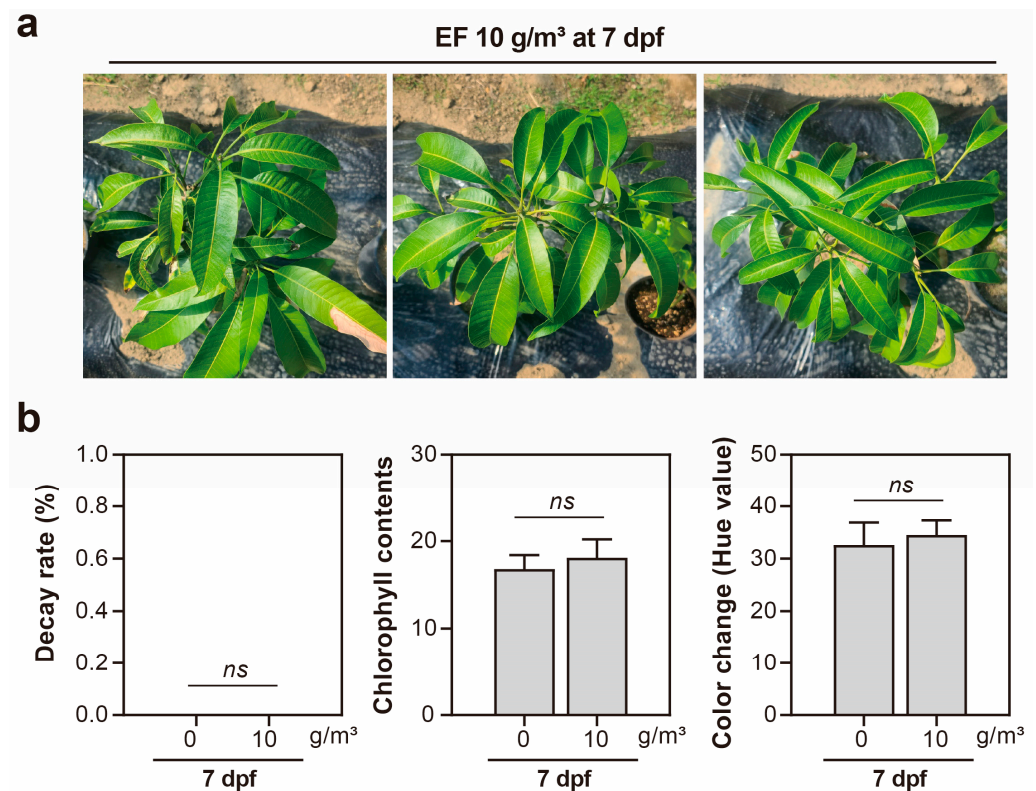 a
EF 10 g/m³ at 7 dpf
b
Decay rate (%)
1.0
0.8
0.6
0.4
0.2
0.0
ns
0 10 g/m³
7 dpf
Chlorophyll contents
30
20
10
0
ns
0 10 g/m³
7 dpf
Color change (Hue value)
50
40
30
20
10
0
ns
0 10 g/m³
7 dpf